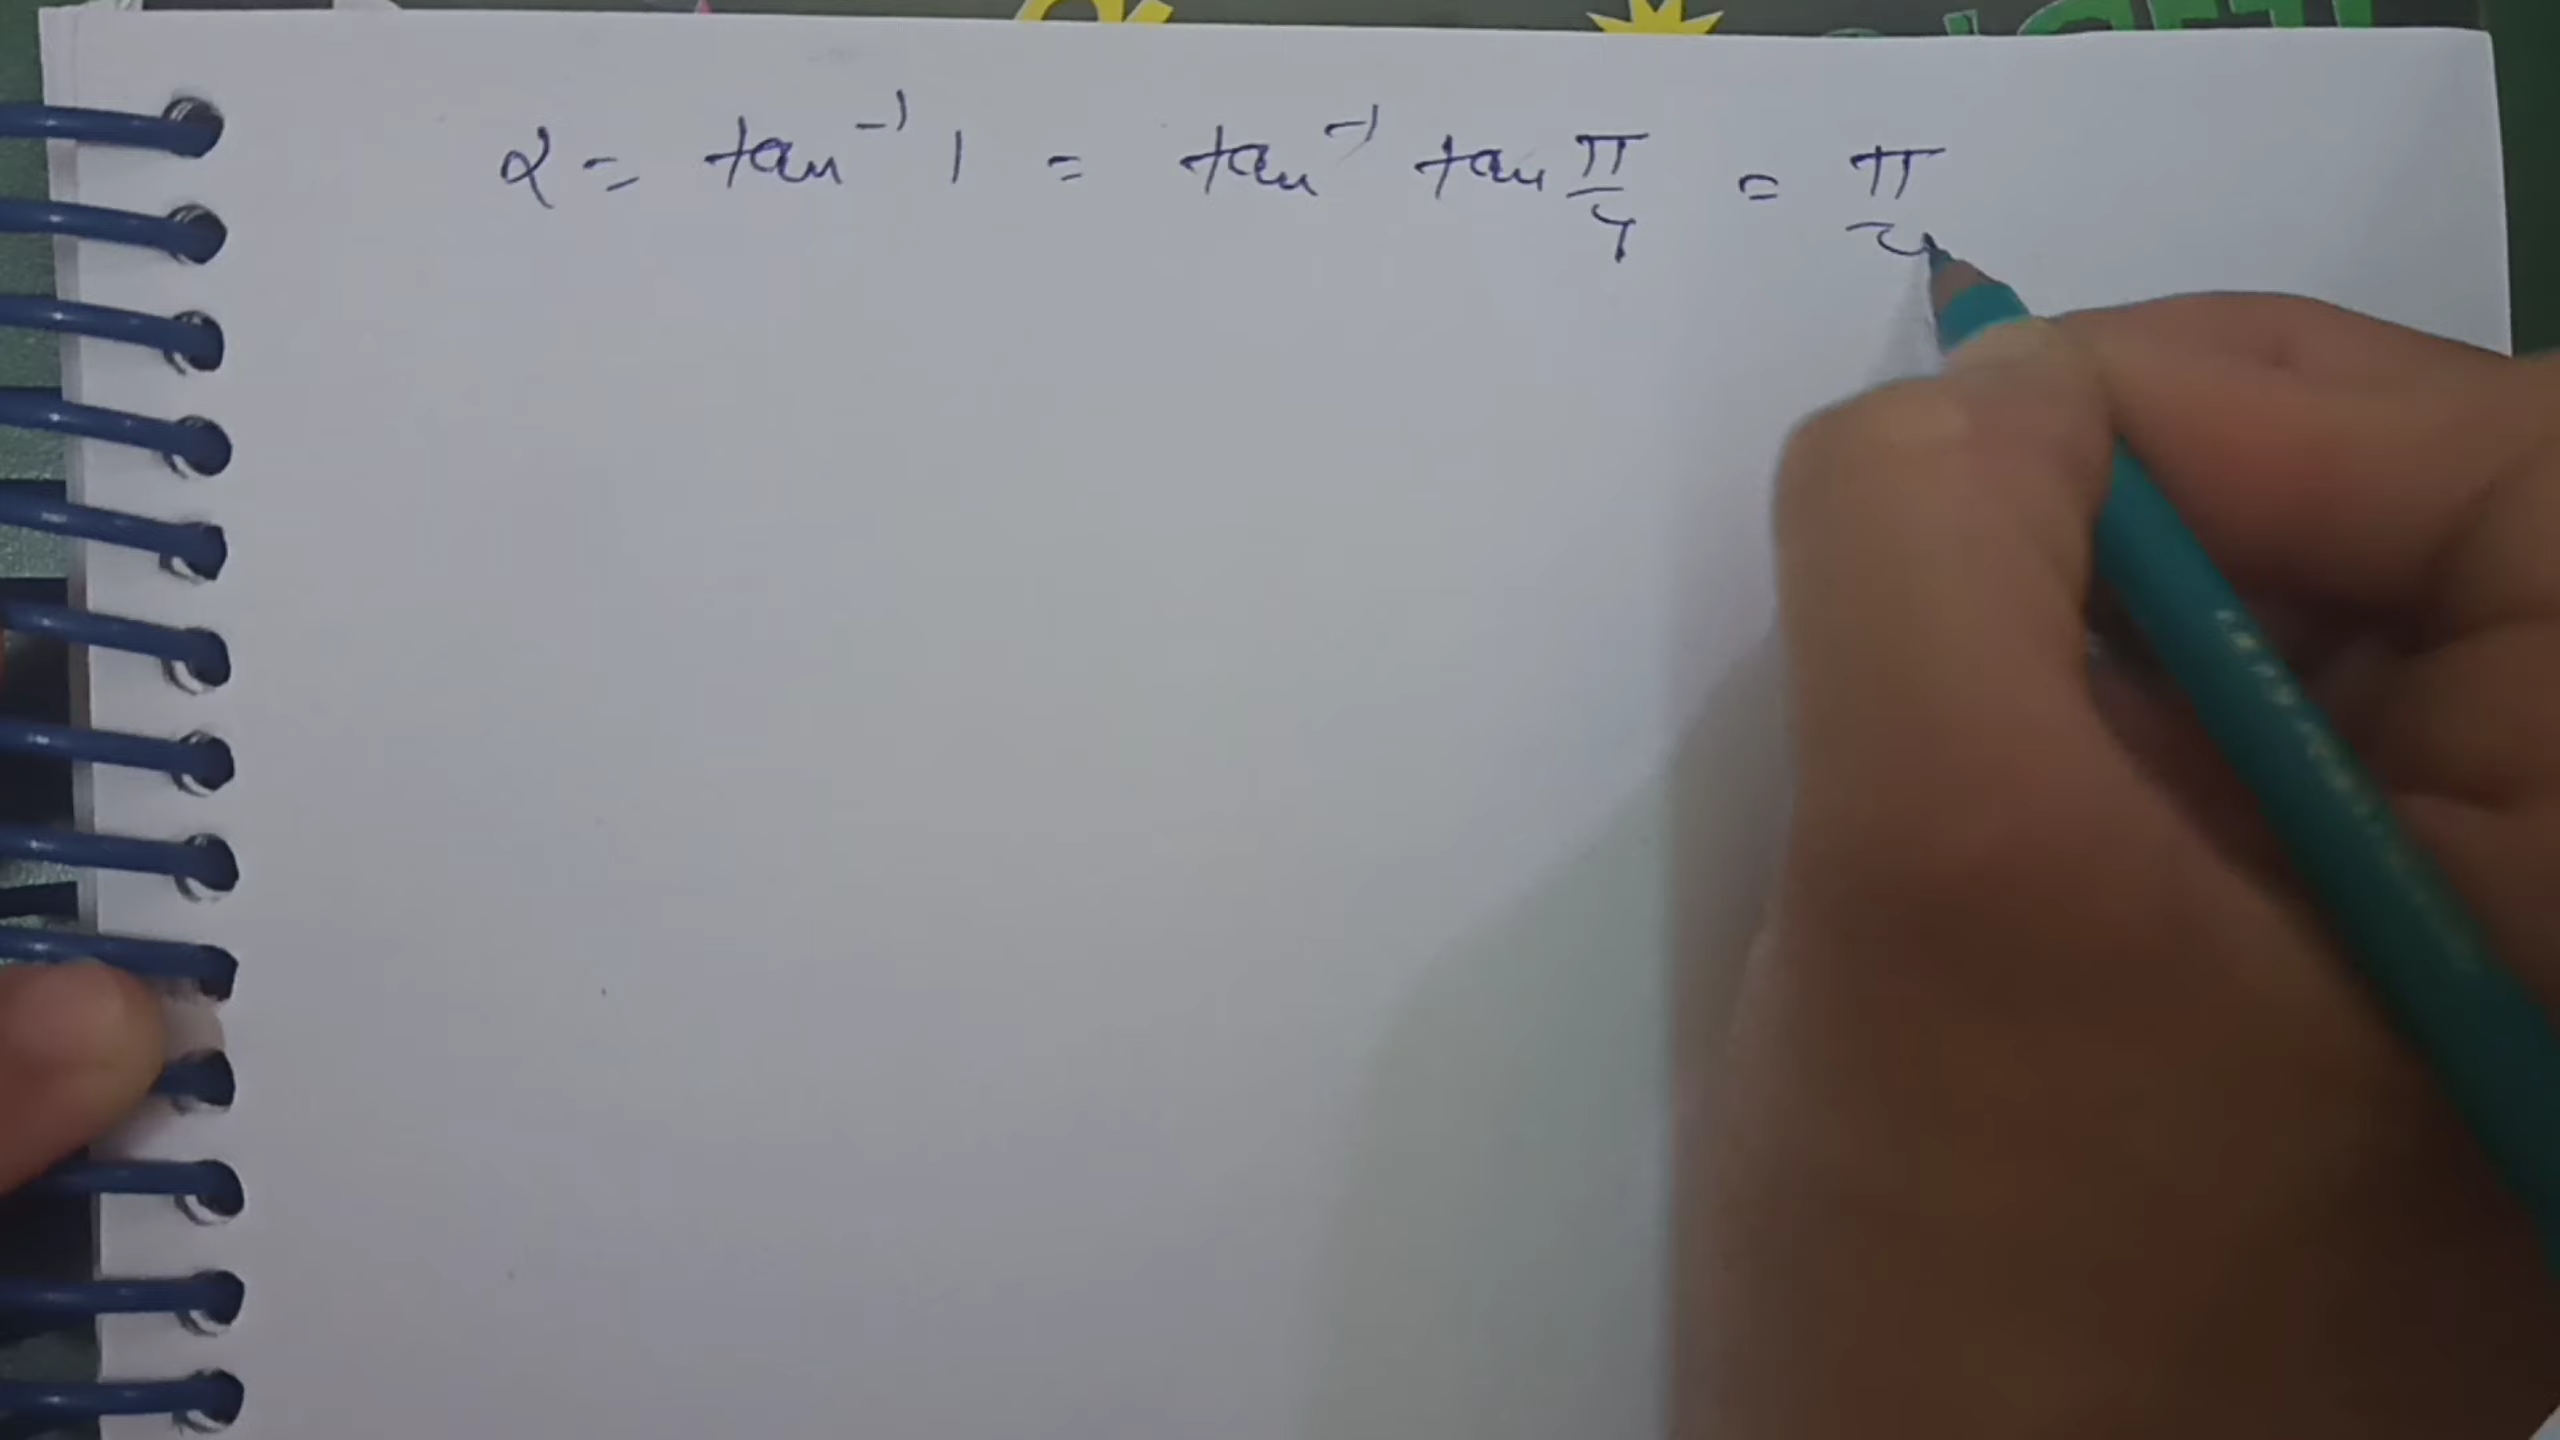 α = tan⁻¹ 1 = tan⁻¹ tan π/4 = π/4